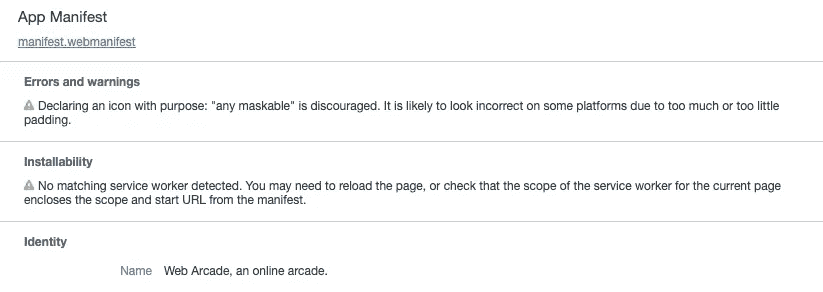 App Manifest
manifest.webmanifest
Errors and warnings
Declaring an icon with purpose: "any maskable" is discouraged. It is likely to look incorrect on some platforms due to too much or too little
padding.
Installability
No matching service worker detected. You may need to reload the page, or check that the scope of the service worker for the current page
encloses the scope and start URL from the manifest.
Identity
Name Web Arcade, an online arcade.